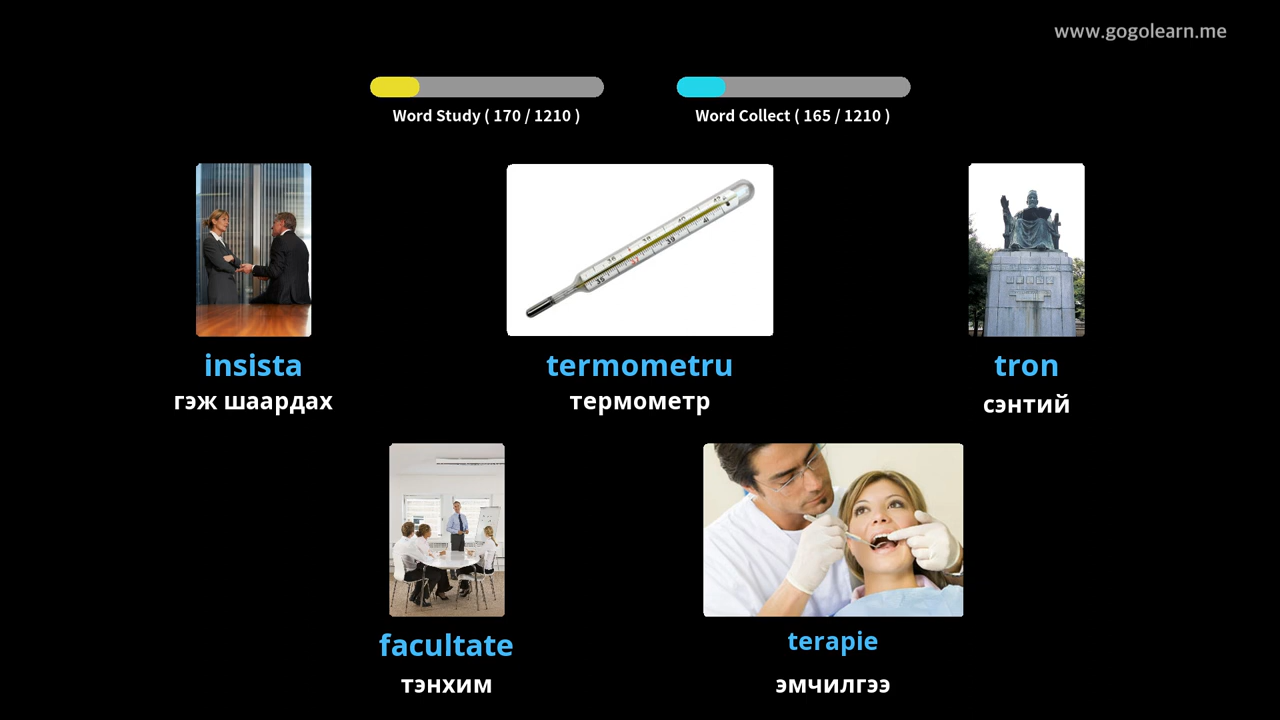 www.gogolearn.me
Word Study ( 170 / 1210 )
Word Collect ( 165 / 1210 )
insista
гэж шаардах
termometru
термометр
tron
сэнтий
facultate
тэнхим
terapie
эмчилгээ